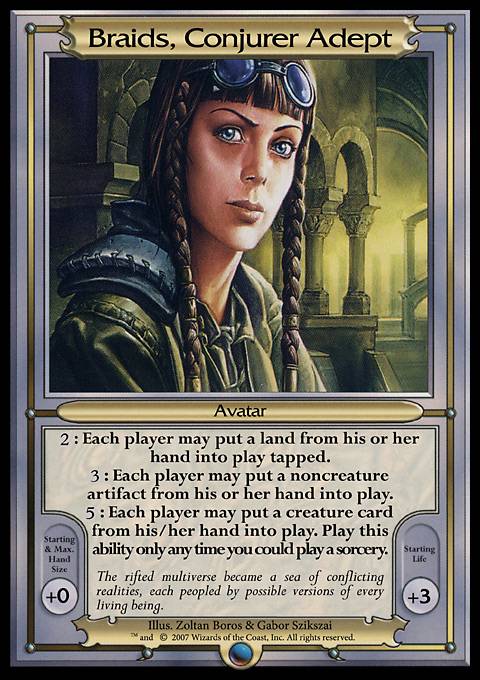 Braids, Conjurer Adept
Avatar
2 : Each player may put a land from his or her
hand into play tapped.
3 : Each player may put a noncreature
artifact from his or her hand into play.
5 : Each player may put a creature card
from his/her hand into play. Play this
ability only any time you could play a sorcery.
The rifted multiverse became a sea of conflicting
realities, each peopled by possible versions of every
living being.
Starting
& Max.
Hand
Size
+0
Starting
Life
+3
Illus. Zoltan Boros & Gabor Szikszai
™ and © 2007 Wizards of the Coast, Inc. All rights reserved.